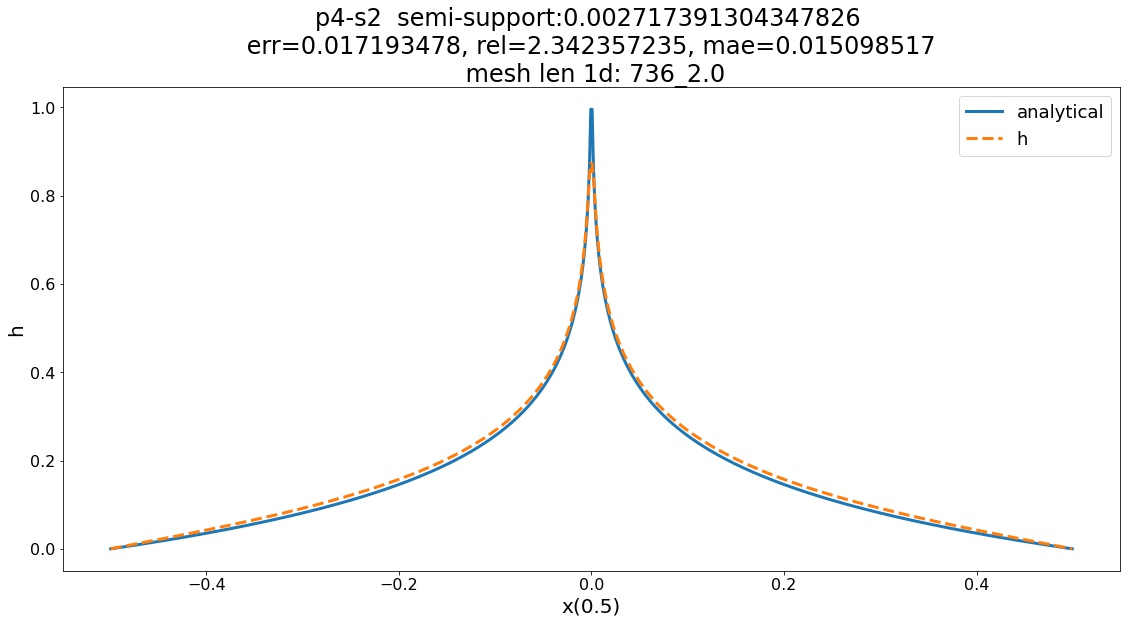 p4-s2  semi-support:0.002717391304347826
err=0.017193478, rel=2.342357235, mae=0.015098517
mesh len 1d: 736_2.0
analytical
h
1.0
0.8
0.6
0.4
0.2
0.0
h
−0.4
−0.2
0.0
0.2
0.4
x(0.5)